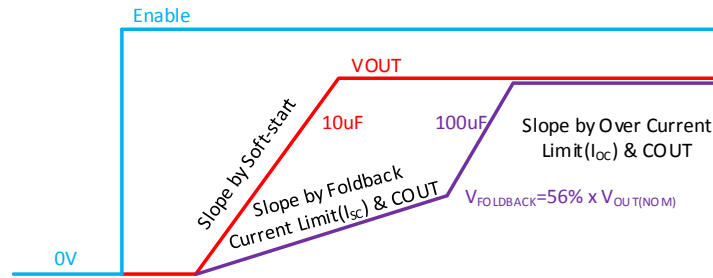 Enable
VOUT
Slope by Soft-start
10uF
100uF
Slope by Over Current
Limit(IOC) & COUT
Slope by Foldback
Current Limit(ISC) & COUT
VFOLDBACK=56% x VOUT(NOM)
0V